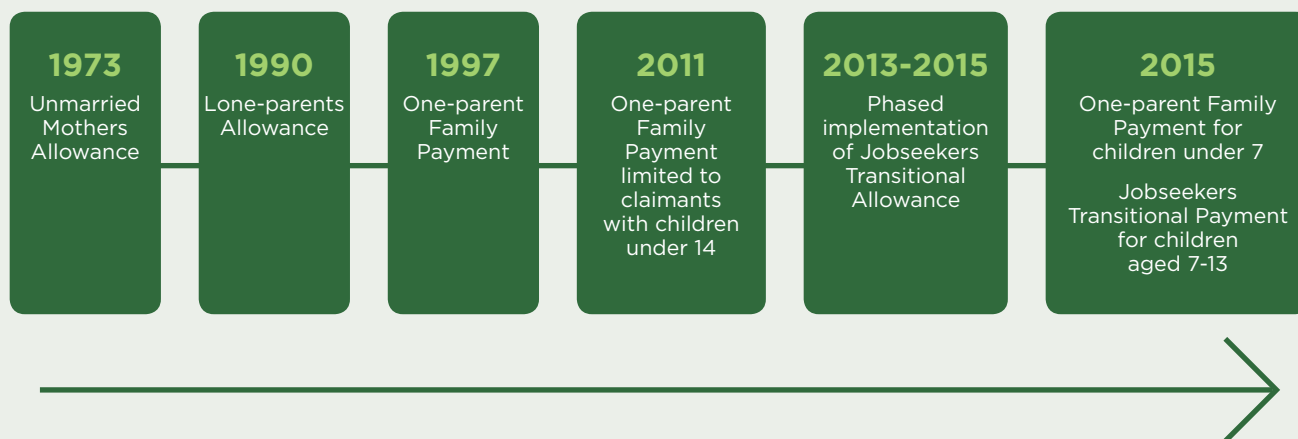 1973
Unmarried
Mothers
Allowance
1990
Lone-parents
Allowance
1997
One-parent
Family
Payment
2011
One-parent
Family
Payment
limited to
claimants
with children
under 14
2013-2015
Phased
implementation
of Jobseekers
Transitional
Allowance
2015
One-parent Family
Payment for
children under 7
Jobseekers
Transitional Payment
for children
aged 7-13